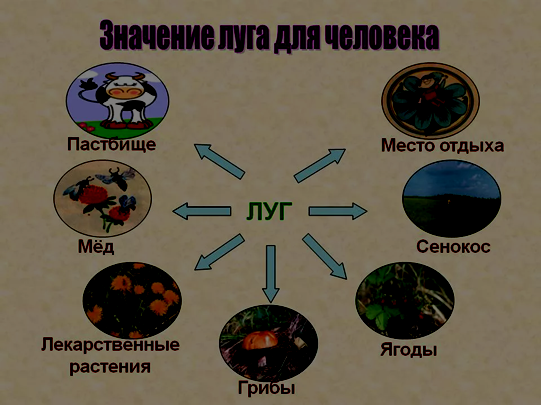 Значение луга для человека
Пастбище
Место отдыха
ЛУГ
Мёд
Сенокос
Лекарственные
растения
Ягоды
Грибы